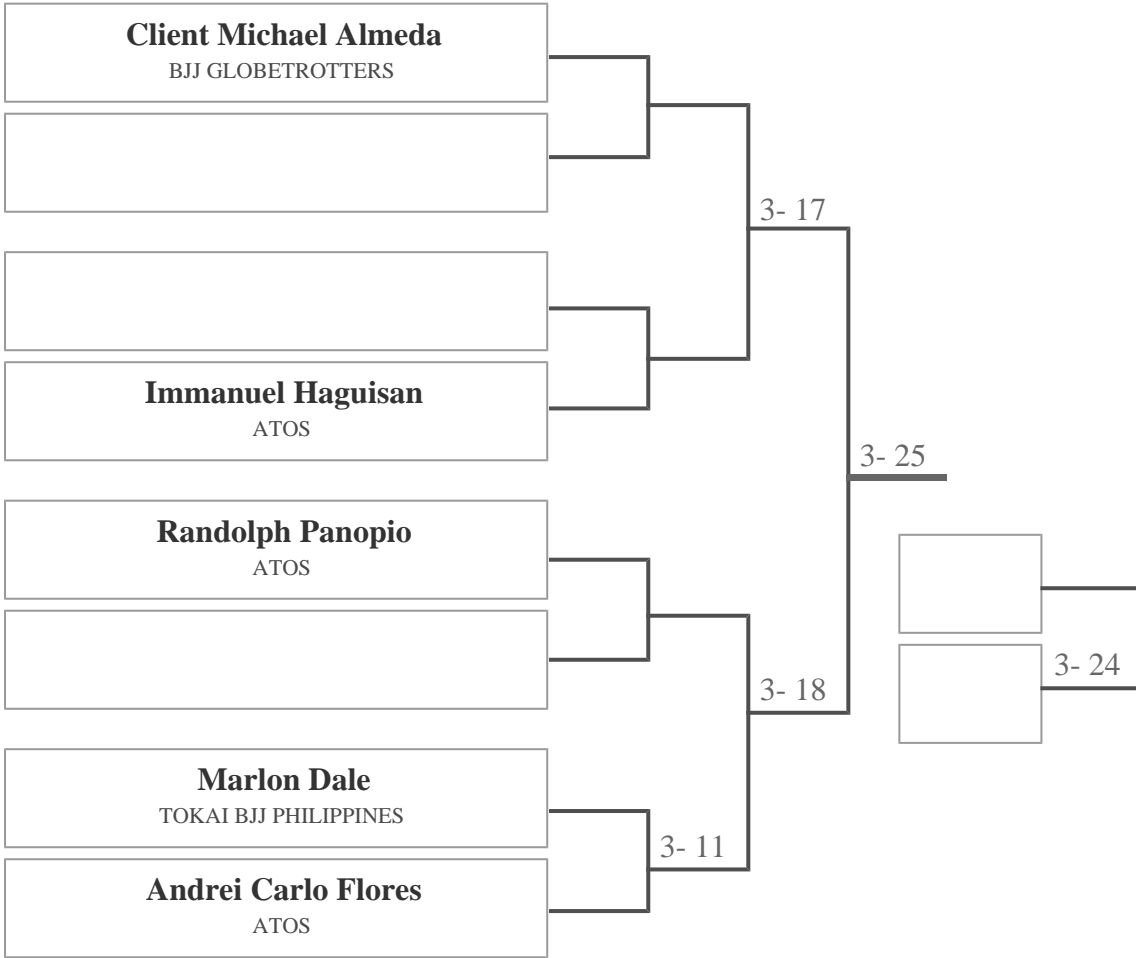 Client Michael Almeda
BJJ GLOBETROTTERS
3- 17
Immanuel Haguisan
ATOS
3- 25
Randolph Panopio
ATOS
3- 24
3- 18
Marlon Dale
TOKAI BJJ PHILIPPINES
3- 11
Andrei Carlo Flores
ATOS